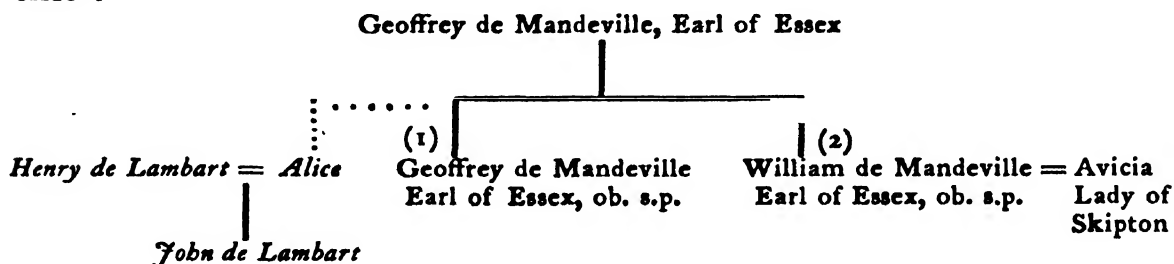 Geoffrey de Mandeville, Earl of Essex
(1) (2)
Henry de Lambart = Alice Geoffrey de Mandeville William de Mandeville = Avicia
Earl of Essex, ob. s.p. Earl of Essex, ob. s.p. Lady of
Skipton
John de Lambart